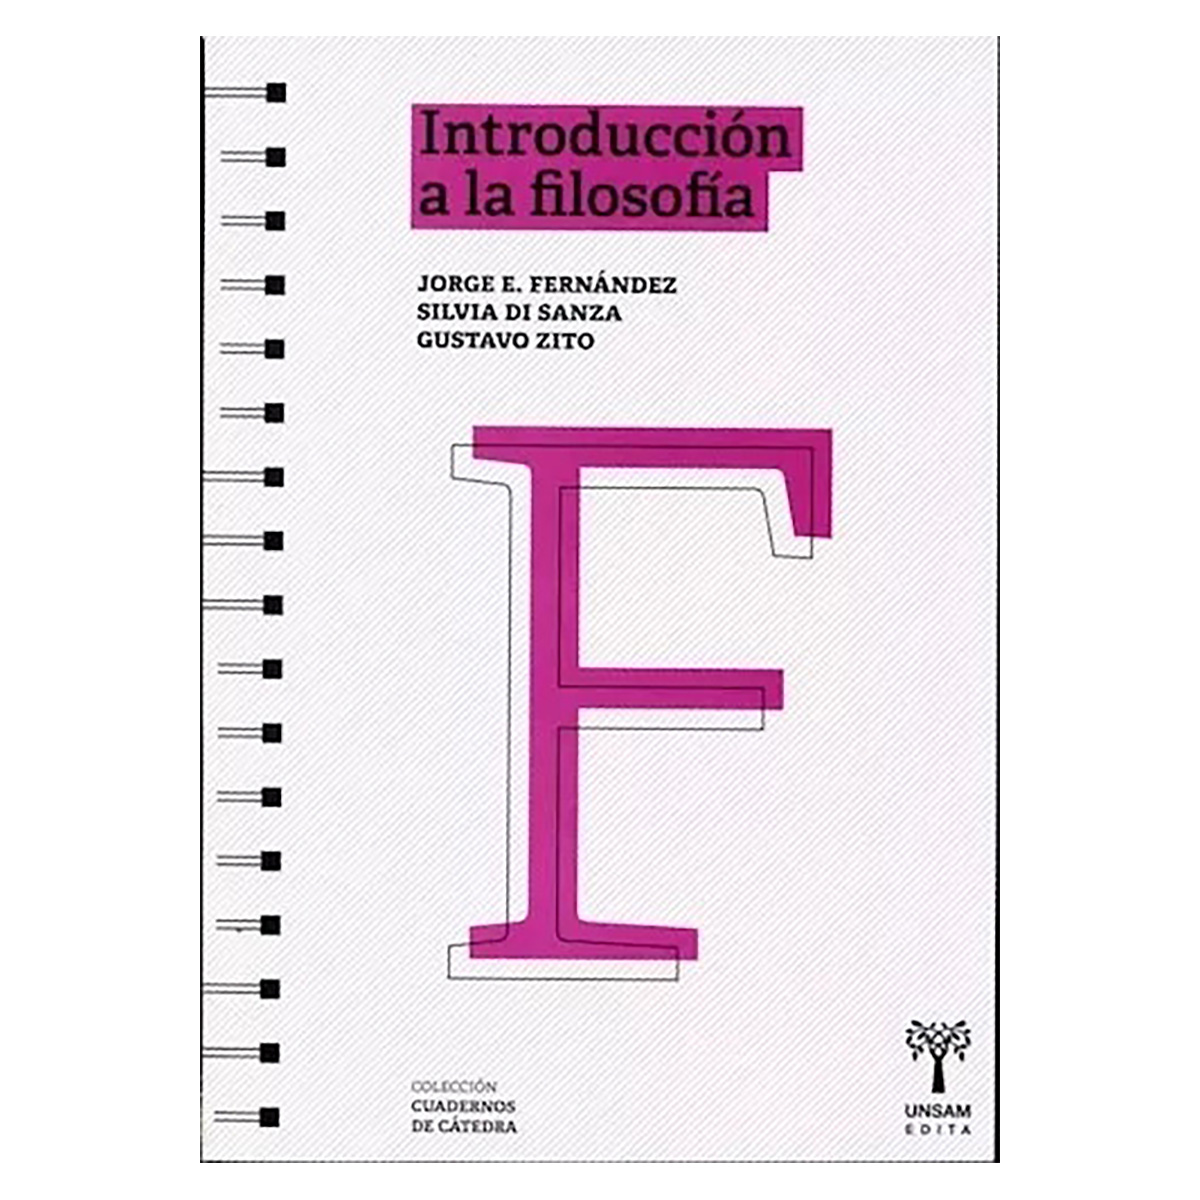 Introducción
a la filosofía
JORGE E. FERNÁNDEZ
SILVIA DI SANZA
GUSTAVO ZITO
F
COLECCIÓN
CUADERNOS
DE CÁTEDRA
UNSAM
EDITA